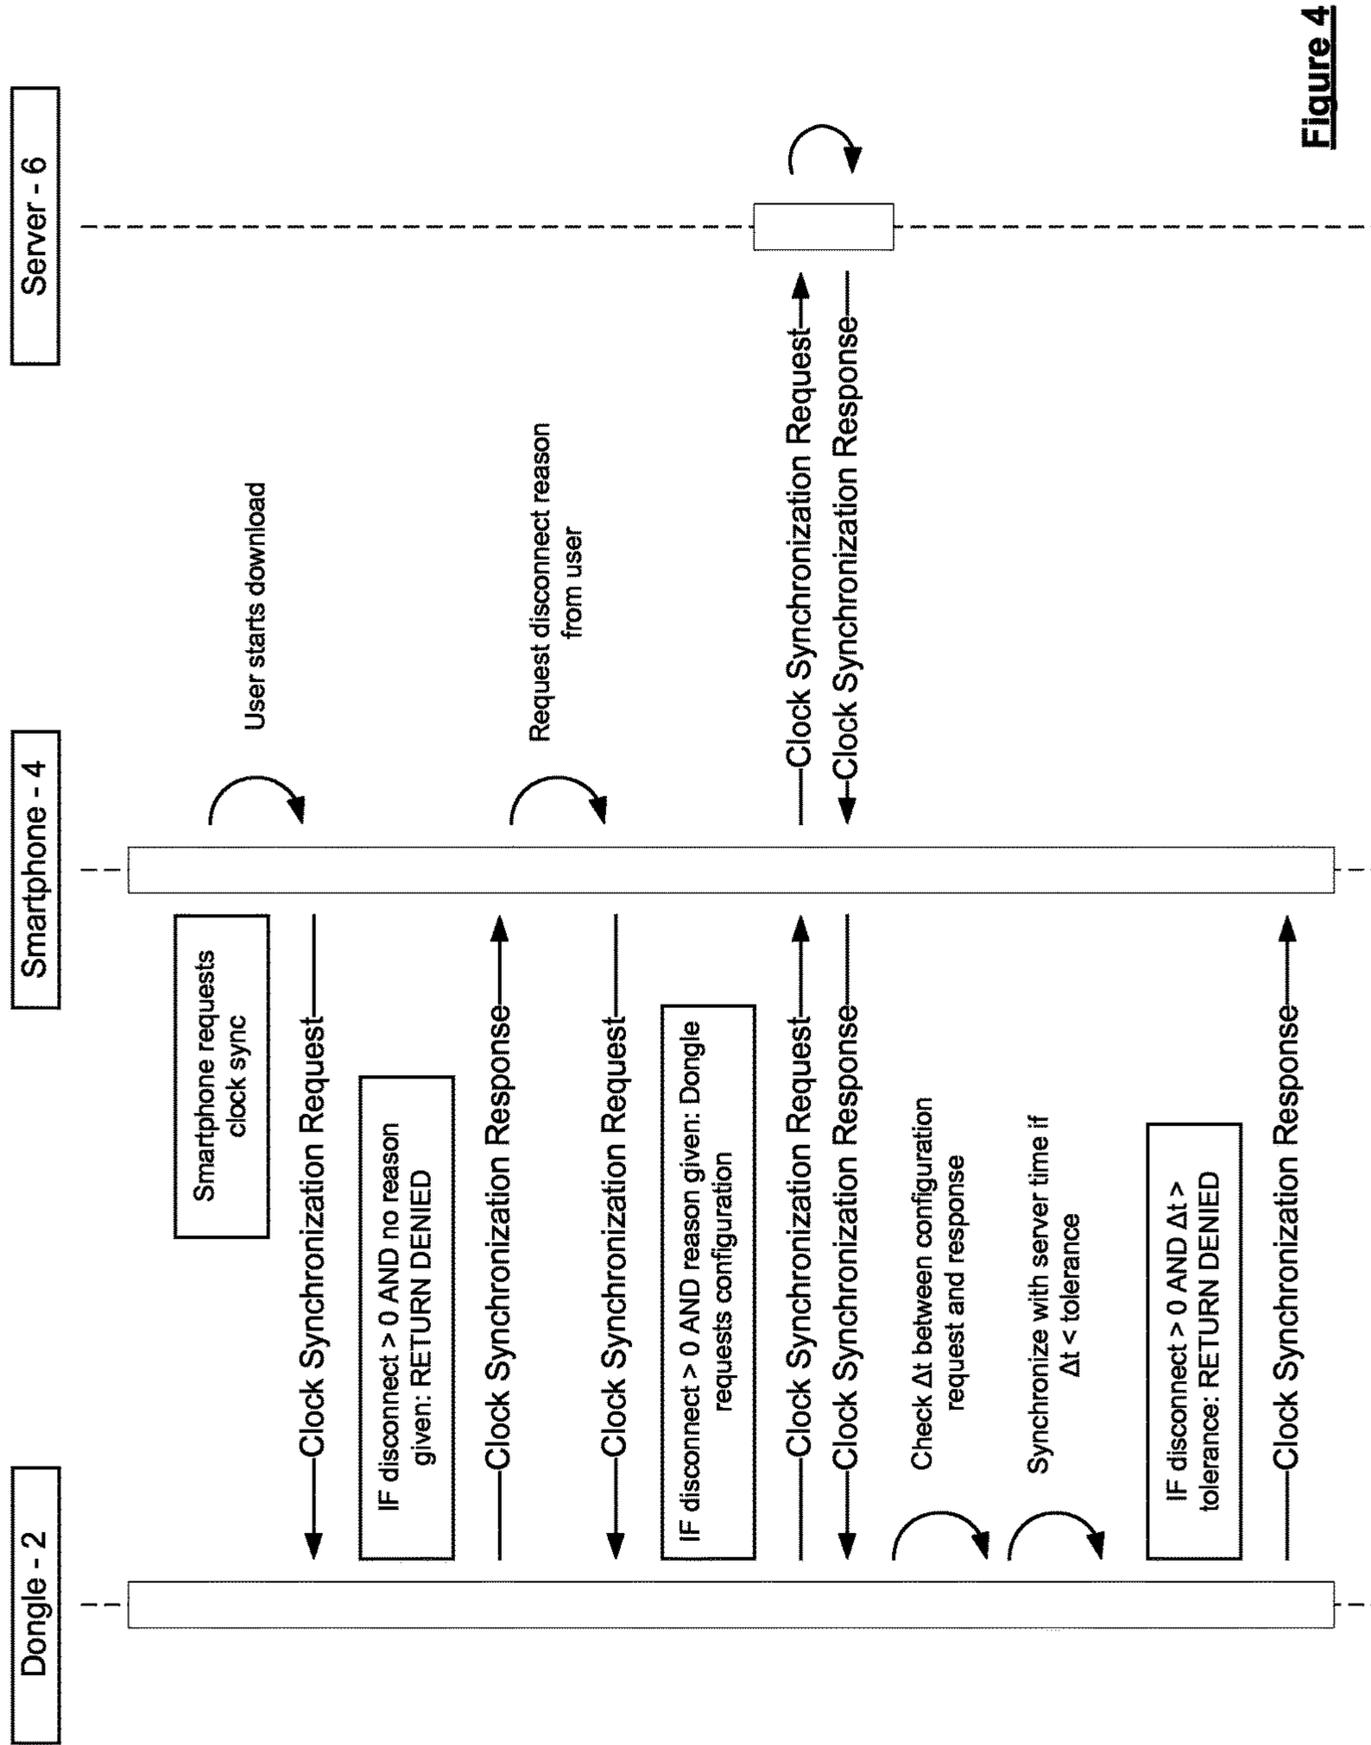 Dongle - 2
Smartphone - 4
Server - 6
Smartphone requests
clock sync
User starts download
Clock Synchronization Request
IF disconnect > 0 AND no reason
given: RETURN DENIED
Clock Synchronization Response
Request disconnect reason
from user
Clock Synchronization Request
IF disconnect > 0 AND reason given: Dongle
requests configuration
Clock Synchronization Request
Clock Synchronization Request
Clock Synchronization Response
Clock Synchronization Response
Check Δt between configuration
request and response
Synchronize with server time if
Δt < tolerance
IF disconnect > 0 AND Δt >
tolerance: RETURN DENIED
Clock Synchronization Response
Figure 4